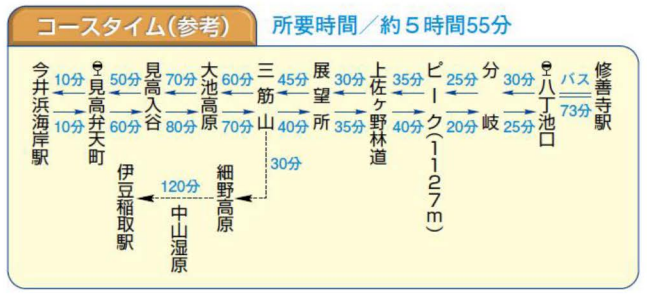 コースタイム(参考)
所要時間/約5時間55分
今井浜海岸駅
10分
10分
見高弁天町
50分
60分
見高入谷
70分
80分
大池高原
60分
70分
三筋山
45分
40分
展望所
30分
35分
上佐ヶ野林道
35分
40分
ピーク(1127m)
25分
20分
分岐
30分
25分
八丁池口
バス
73分
修善寺駅
30分
細野高原
120分
中山湿原
伊豆稲取駅